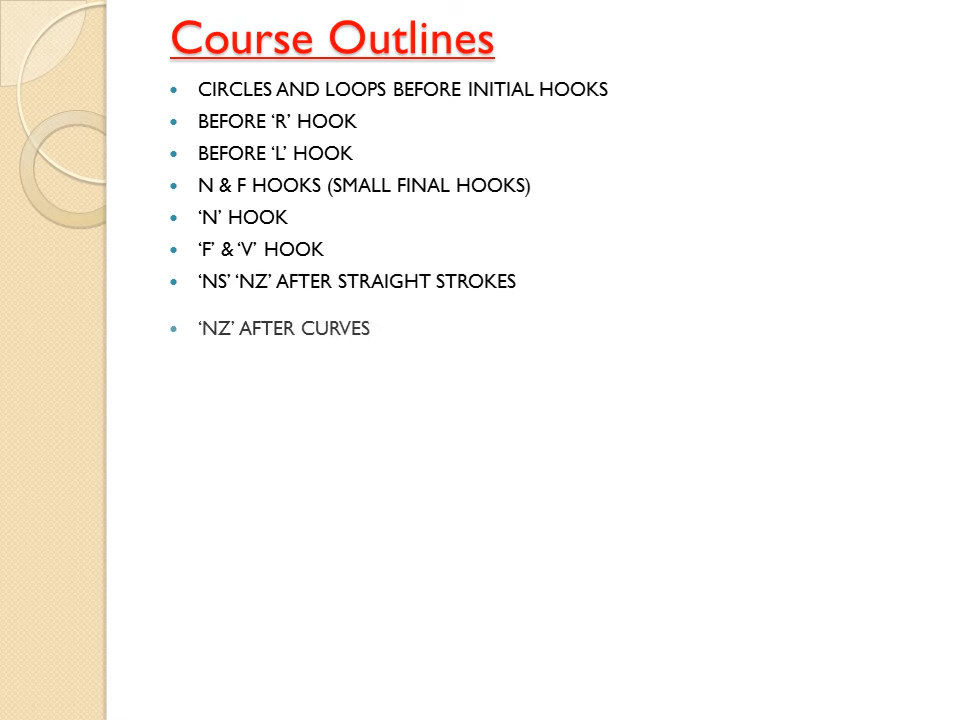 Course Outlines
• CIRCLES AND LOOPS BEFORE INITIAL HOOKS
• BEFORE ‘R’ HOOK
• BEFORE ‘L’ HOOK
• N & F HOOKS (SMALL FINAL HOOKS)
• ‘N’ HOOK
• ‘F’ & ‘V’ HOOK
• ‘NS’ ‘NZ’ AFTER STRAIGHT STROKES
• ‘NZ’ AFTER CURVES